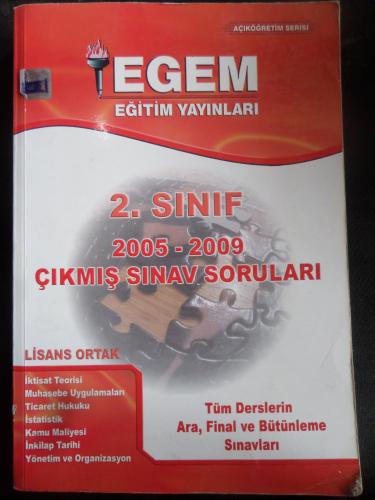 AÇIKÖĞRETİM SERİSİ
EGEM
EĞİTİM YAYINLARI
2. SINIF
2005 - 2009
ÇIKMIŞ SINAV SORULARI
LİSANS ORTAK
İktisat Teorisi
Muhasebe Uygulamaları
Ticaret Hukuku
İstatistik
Kamu Maliyesi
İnkilap Tarihi
Yönetim ve Organizasyon
Tüm Derslerin
Ara, Final ve Bütünleme
Sınavları